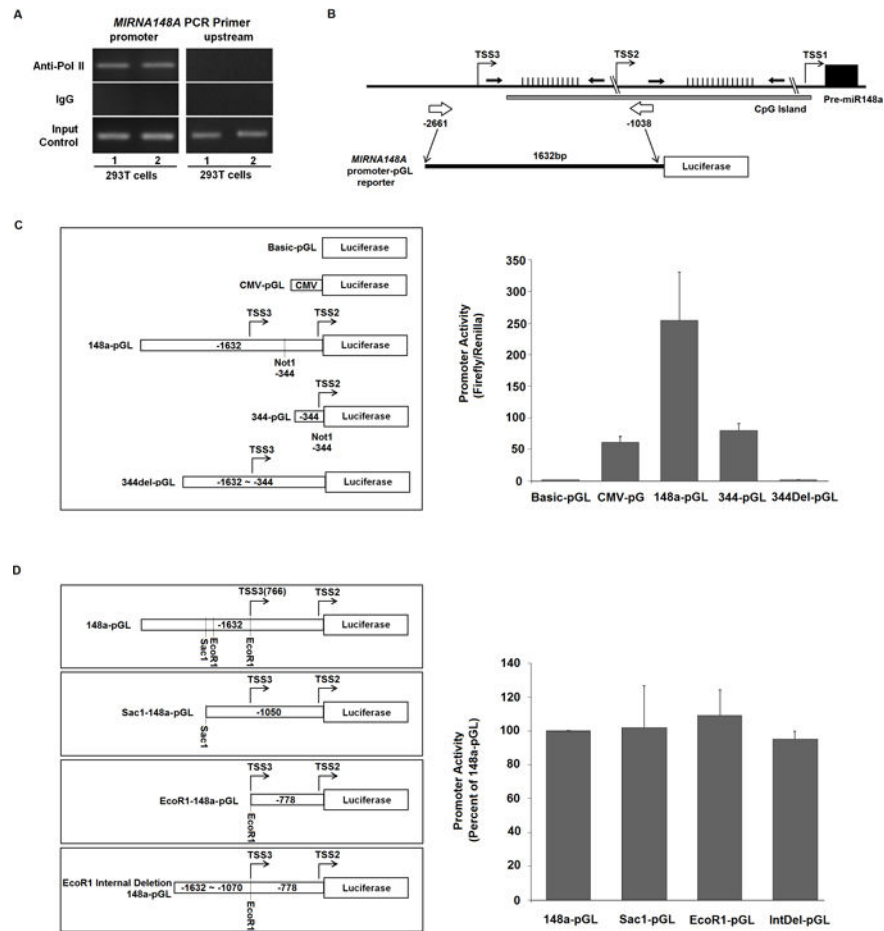 A
MIRNA148A PCR Primer
promoter upstream
Anti-Pol II
IgG
Input
Control
1 2 1 2
293T cells 293T cells
B
TSS3 TSS2 TSS1
Pre-miR148a
CpG Island
-2661 -1038
MIRNA148A
promoter-pGL
reporter
1632bp
Luciferase
C
Basic-pGL Luciferase
CMV-pGL CMV Luciferase
TSS3 TSS2
148a-pGL -1632 Luciferase
Not1
-344
TSS2
344-pGL -344 Luciferase
Not1
-344
TSS3
344del-pGL -1632 ~ -344 Luciferase
Promoter Activity
(Firefly/Renilla)
350
300
250
200
150
100
50
0
Basic-pGL CMV-pG 148a-pGL 344-pGL 344Del-pGL
D
TSS3(766) TSS2
148a-pGL -1632 Luciferase
Sac1 EcoR1 EcoR1
TSS3 TSS2
Sac1-148a-pGL -1050 Luciferase
Sac1
TSS3 TSS2
EcoR1-148a-pGL -778 Luciferase
EcoR1
TSS3 TSS2
EcoR1 Internal Deletion
148a-pGL
-1632 ~ -1070 -778 Luciferase
EcoR1
Promoter Activity
(Percent of 148a-pGL)
140
120
100
80
60
40
20
0
148a-pGL Sac1-pGL EcoR1-pGL IntDel-pGL